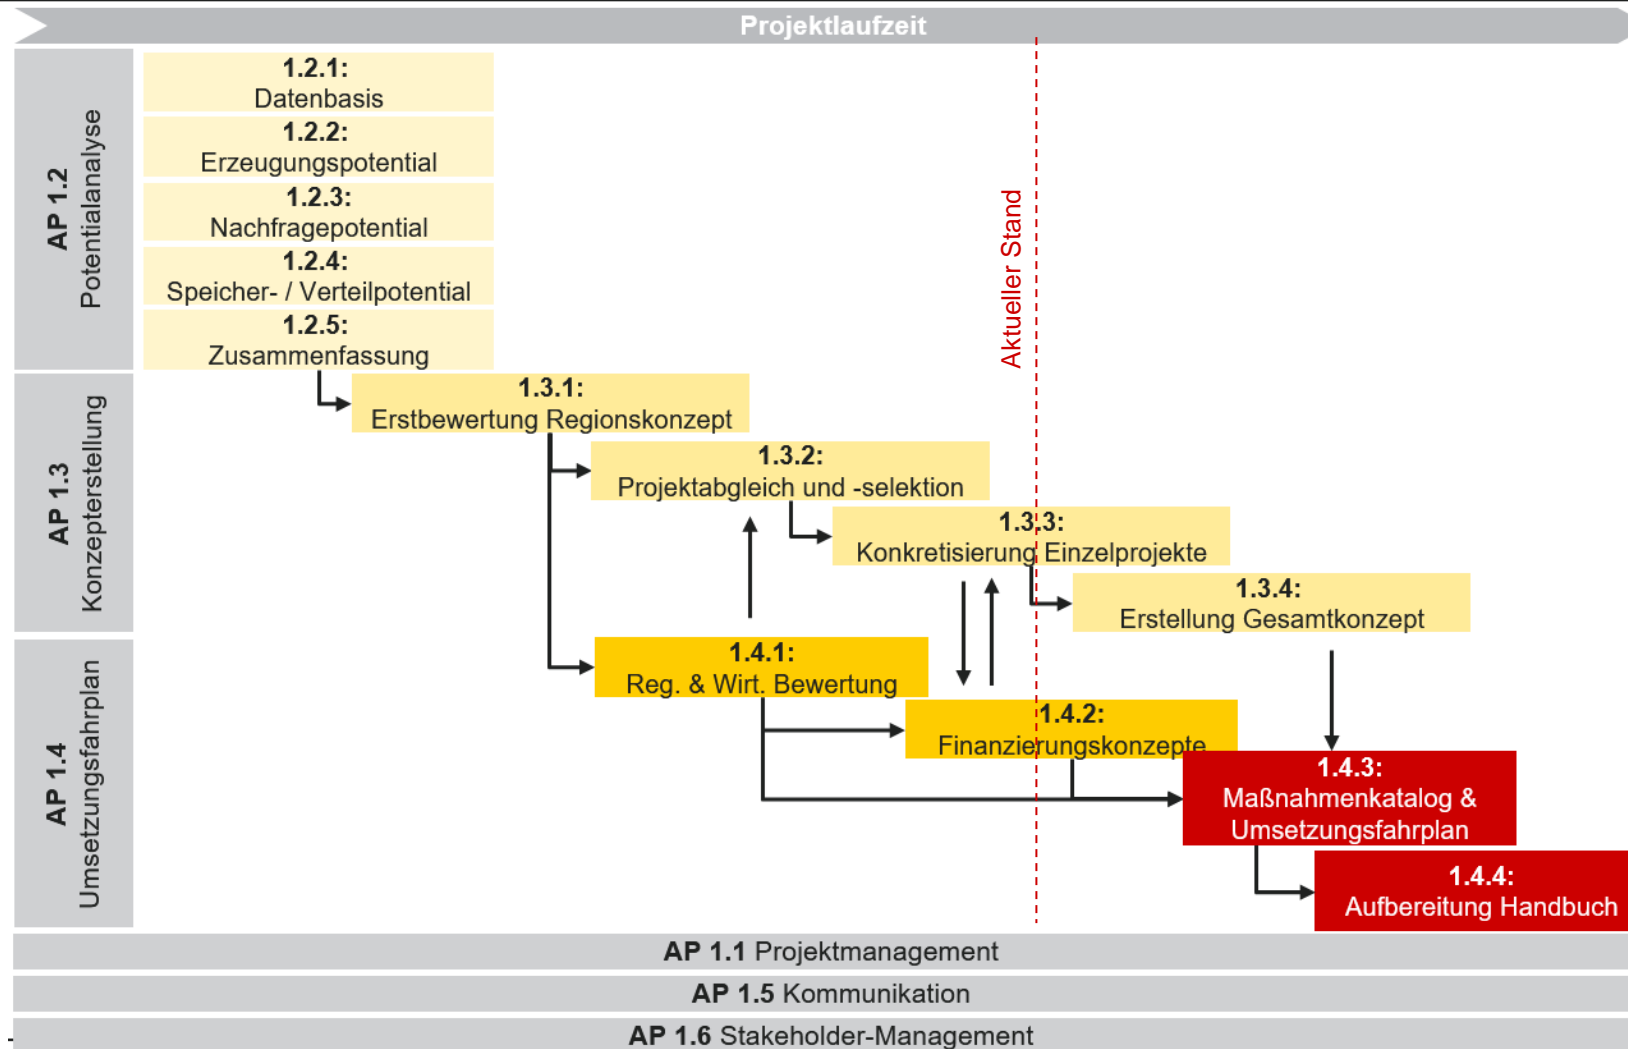 Projektlaufzeit
AP 1.2
Potentialanalyse
1.2.1:
Datenbasis
1.2.2:
Erzeugungspotential
1.2.3:
Nachfragepotential
1.2.4:
Speicher- / Verteilpotential
1.2.5:
Zusammenfassung
Aktueller Stand
AP 1.3
Konzepterstellung
1.3.1:
Erstbewertung Regionskonzept
1.3.2:
Projektabgleich und -selektion
1.3.3:
Konkretisierung Einzelprojekte
1.3.4:
Erstellung Gesamtkonzept
AP 1.4
Umsetzungsfahrplan
1.4.1:
Reg. & Wirt. Bewertung
1.4.2:
Finanzierungskonzepte
1.4.3:
Maßnahmenkatalog &
Umsetzungsfahrplan
1.4.4:
Aufbereitung Handbuch
AP 1.1 Projektmanagement
AP 1.5 Kommunikation
AP 1.6 Stakeholder-Management